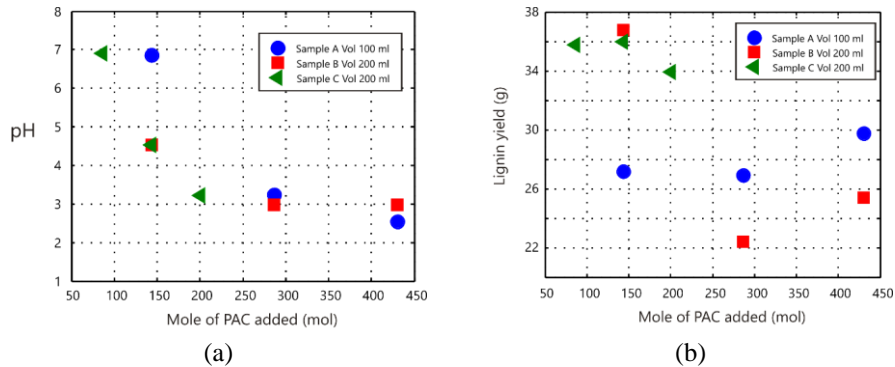 8
7
6
5
4
3
2
1
pH
Sample A Vol 100 ml
Sample B Vol 200 ml
Sample C Vol 200 ml
50 100 150 200 300 350 400 450
Mole of PAC added (mol)
(a)
38
34
30
26
22
Lignin yield (g)
Sample A Vol 100 ml
Sample B Vol 200 ml
Sample C Vol 200 ml
50 100 150 200 300 350 400 450
Mole of PAC added (mol)
(b)